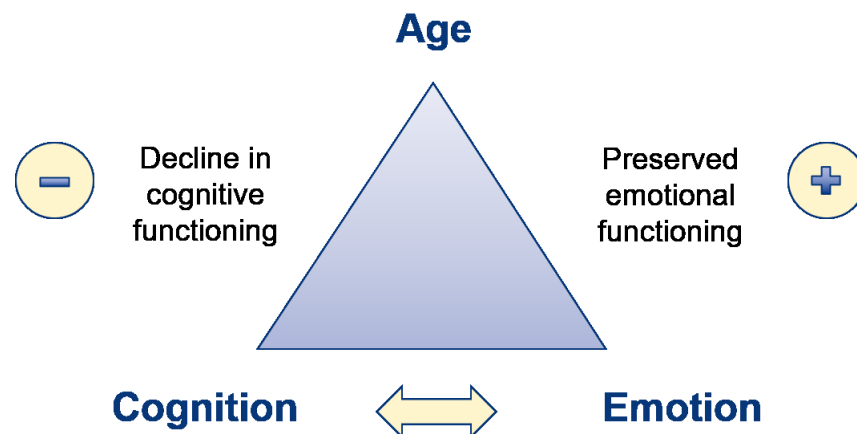 Age
Decline in
cognitive
functioning
Preserved
emotional
functioning
Cognition
Emotion